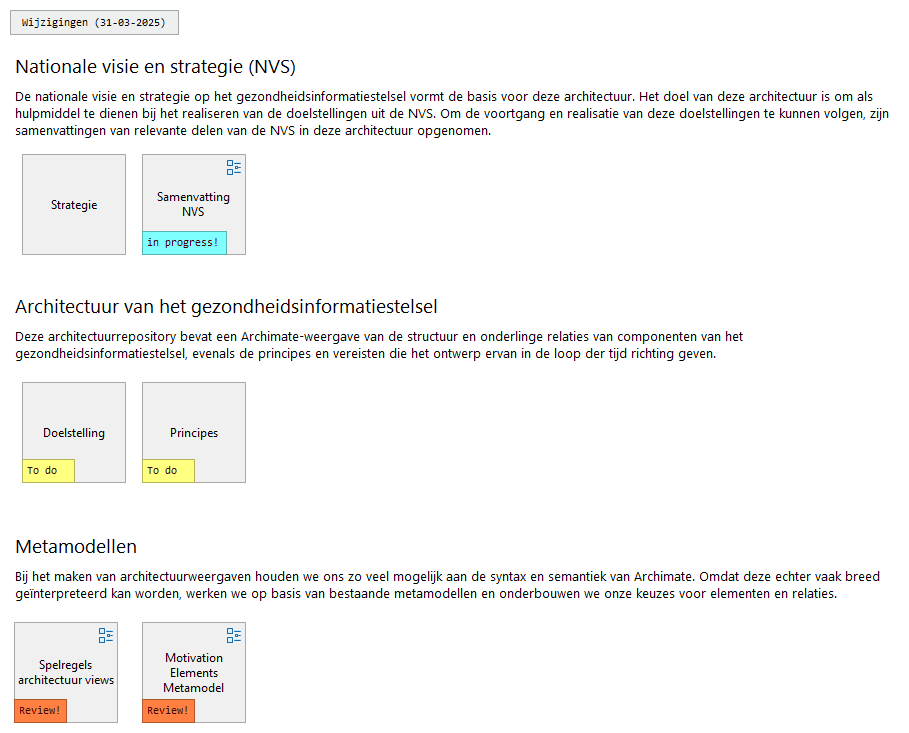 Wijzigingen (31-03-2025)
Nationale visie en strategie (NVS)
De nationale visie en strategie op het gezondheidsinformatiestelsel vormt de basis voor deze architectuur. Het doel van deze architectuur is om als
hulpmiddel te dienen bij het realiseren van de doelstellingen uit de NVS. Om de voortgang en realisatie van deze doelstellingen te kunnen volgen, zijn
samenvattingen van relevante delen van de NVS in deze architectuur opgenomen.
Strategie
Samenvatting
NVS
in progress!
Architectuur van het gezondheidsinformatiestelsel
Deze architectuurrepository bevat een Archimate-weergave van de structuur en onderlinge relaties van componenten van het
gezondheidsinformatiestelsel, evenals de principes en vereisten die het ontwerp ervan in de loop der tijd richting geven.
Doelstelling
To do
Principes
To do
Metamodellen
Bij het maken van architectuurweergaven houden we ons zo veel mogelijk aan de syntax en semantiek van Archimate. Omdat deze echter vaak breed
geïnterpreteerd kan worden, werken we op basis van bestaande metamodellen en onderbouwen we onze keuzes voor elementen en relaties.
Spelregels
architectuur views
Review!
Motivation
Elements
Metamodel
Review!